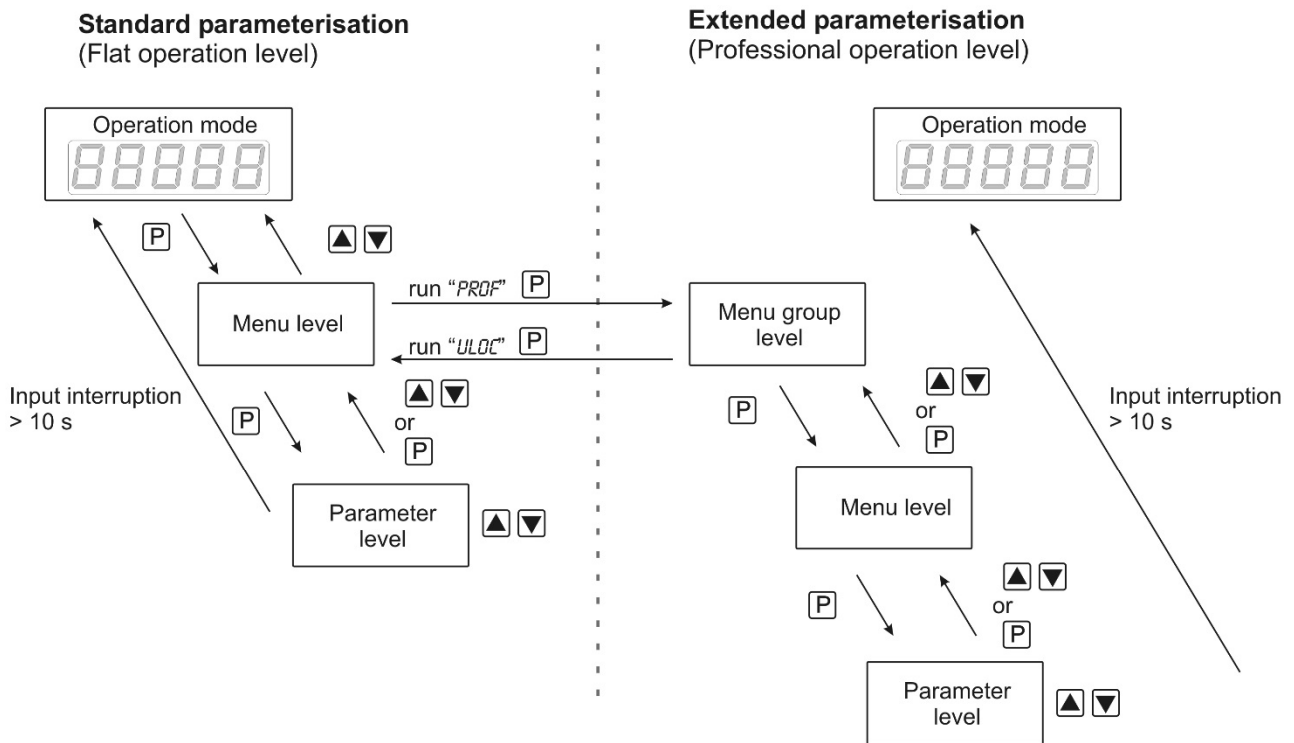 Standard parameterisation
(Flat operation level)
Extended parameterisation
(Professional operation level)
Operation mode
88888
P
▲ ▼
Menu level
run “PROF” P
run “ULOC” P
Input interruption
> 10 s
P
▲ ▼
or
P
Parameter
level
▲ ▼
Operation mode
88888
Menu group
level
P
▲ ▼
or
P
Input interruption
> 10 s
Menu level
P
▲ ▼
or
P
Parameter
level
▲ ▼